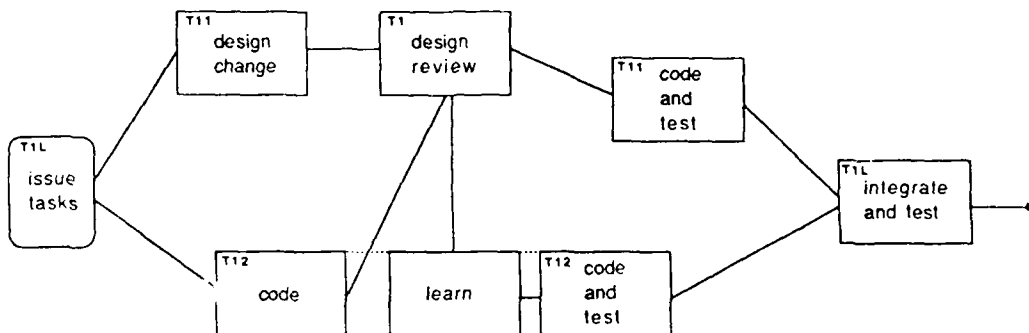 T11
design
change
T1
design
review
T11
code
and
test
T1L
issue
tasks
T1L
integrate
and test
T12
code
learn
T12
code
and
test